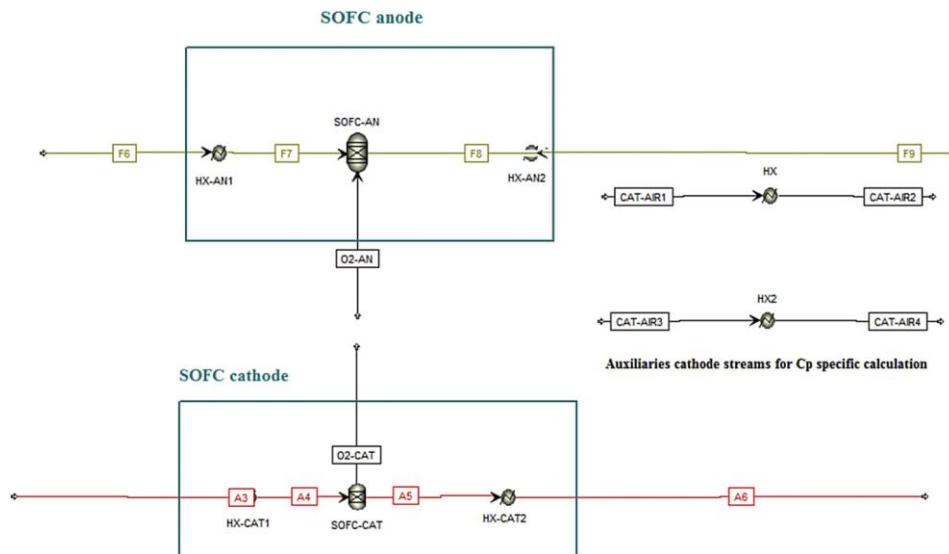 SOFC anode
SOFC-AN
F6
F7
F8
F9
HX-AN1
HX-AN2
HX
CAT-AIR1
CAT-AIR2
O2-AN
HX2
CAT-AIR3
CAT-AIR4
Auxiliaries cathode streams for Cp specific calculation
SOFC cathode
O2-CAT
A3
A4
A5
A6
HX-CAT1
SOFC-CAT
HX-CAT2